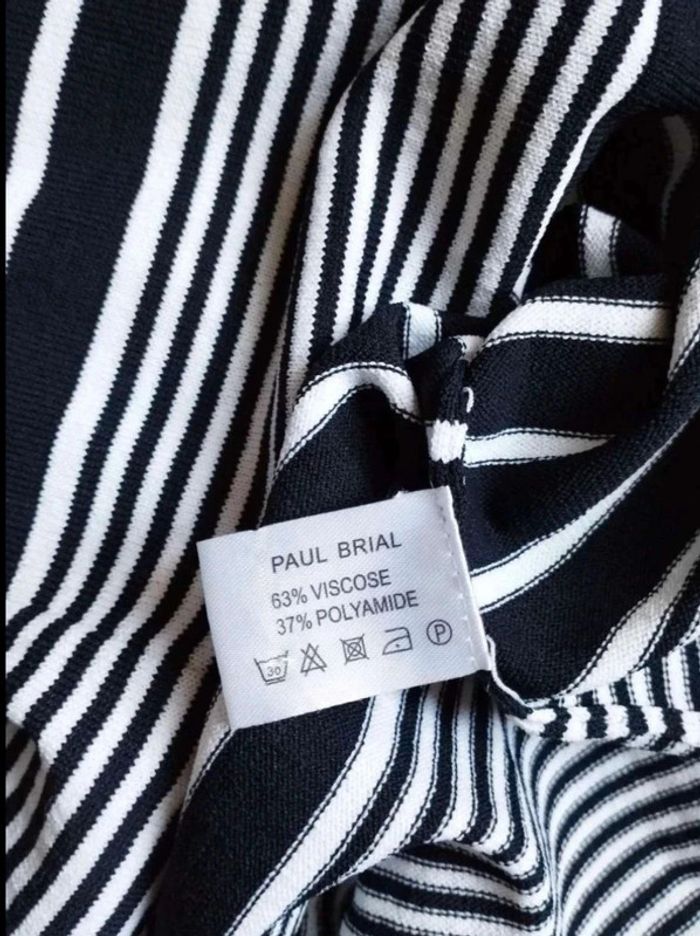 PAUL BRIAL
63% VISCOSE
37% POLYAMIDE
30 P